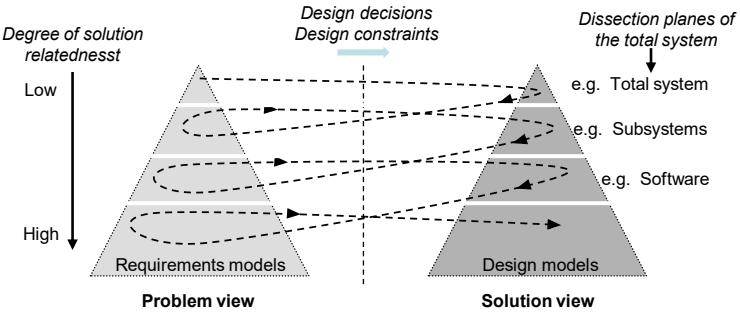 Degree of solution
relatednesst
Low
High
Design decisions
Design constraints
Dissection planes of
the total system
e.g. Total system
e.g. Subsystems
e.g. Software
Requirements models
Design models
Problem view
Solution view